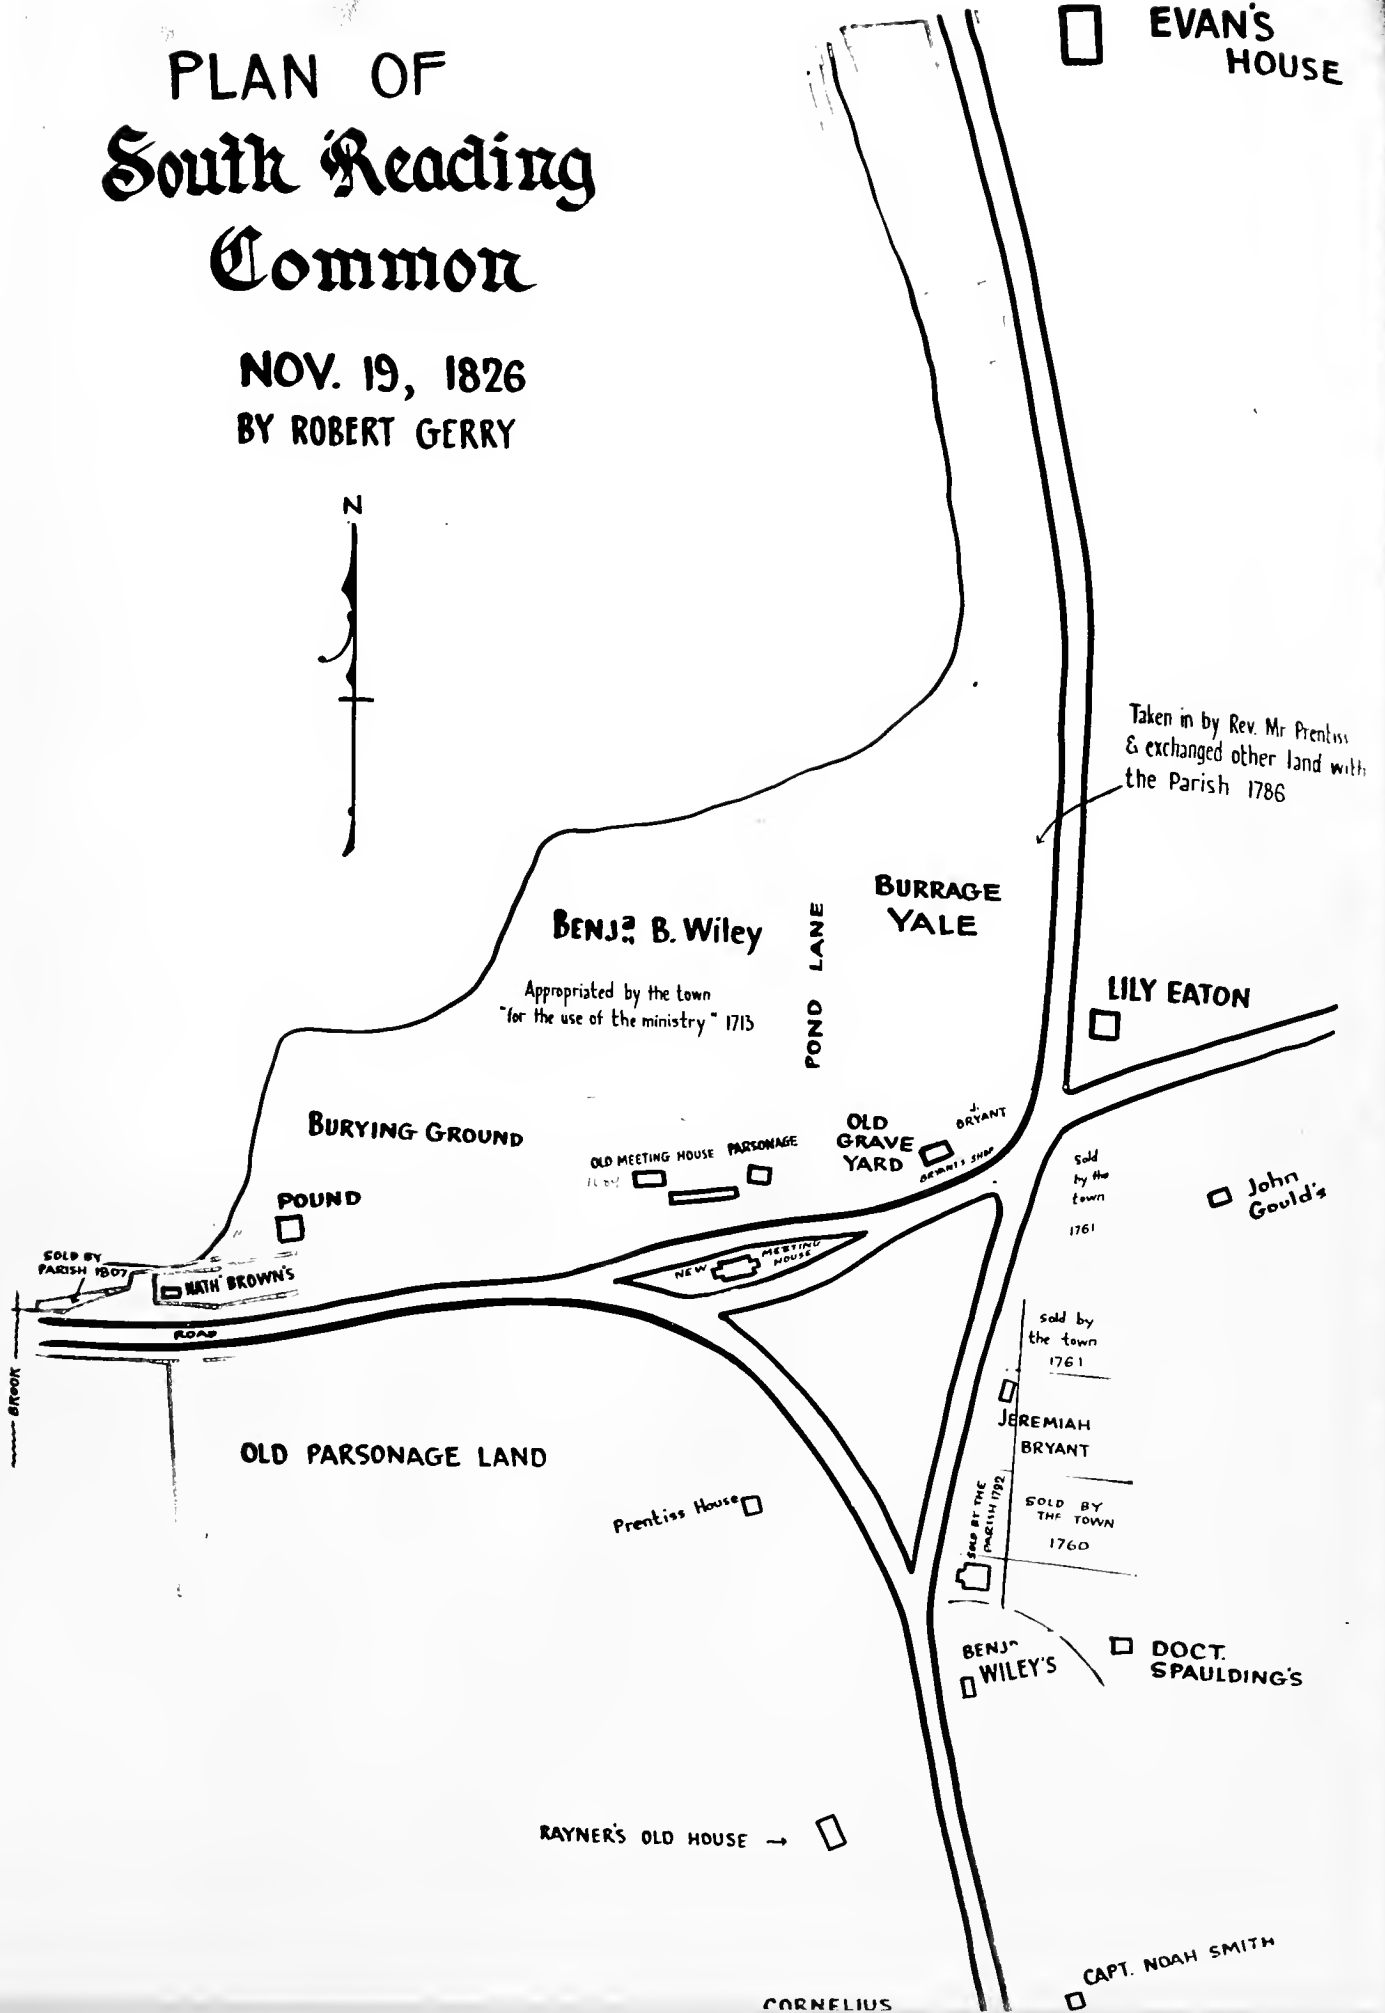 PLAN OF
South Reading
Common
NOV. 19, 1826
BY ROBERT GERRY
N
EVAN'S
HOUSE
Taken in by Rev. Mr Prentiss
& exchanged other land with
the Parish 1786
BURRAGE
YALE
BENJA B. Wiley
Appropriated by the town
"for the use of the ministry" 1713
POND LANE
LILY EATON
BURYING GROUND
POUND
OLD MEETING HOUSE
PARSONAGE
OLD
GRAVE
YARD
J.
BRYANT
BRYANT'S SHOP
Sold
by the
town
1761
John
Gould's
SOLD BY
PARISH 1807
NATH' BROWN'S
NEW MEETING
HOUSE
ROAD
BROOK
Sold by
the town
1761
JEREMIAH
BRYANT
OLD PARSONAGE LAND
Prentiss House
SOLD BY THE
PARISH 1792
SOLD BY
THE TOWN
1760
BENJN
WILEY'S
DOCT.
SPAULDING'S
RAYNER'S OLD HOUSE →
CAPT. NOAH SMITH
CORNELIUS